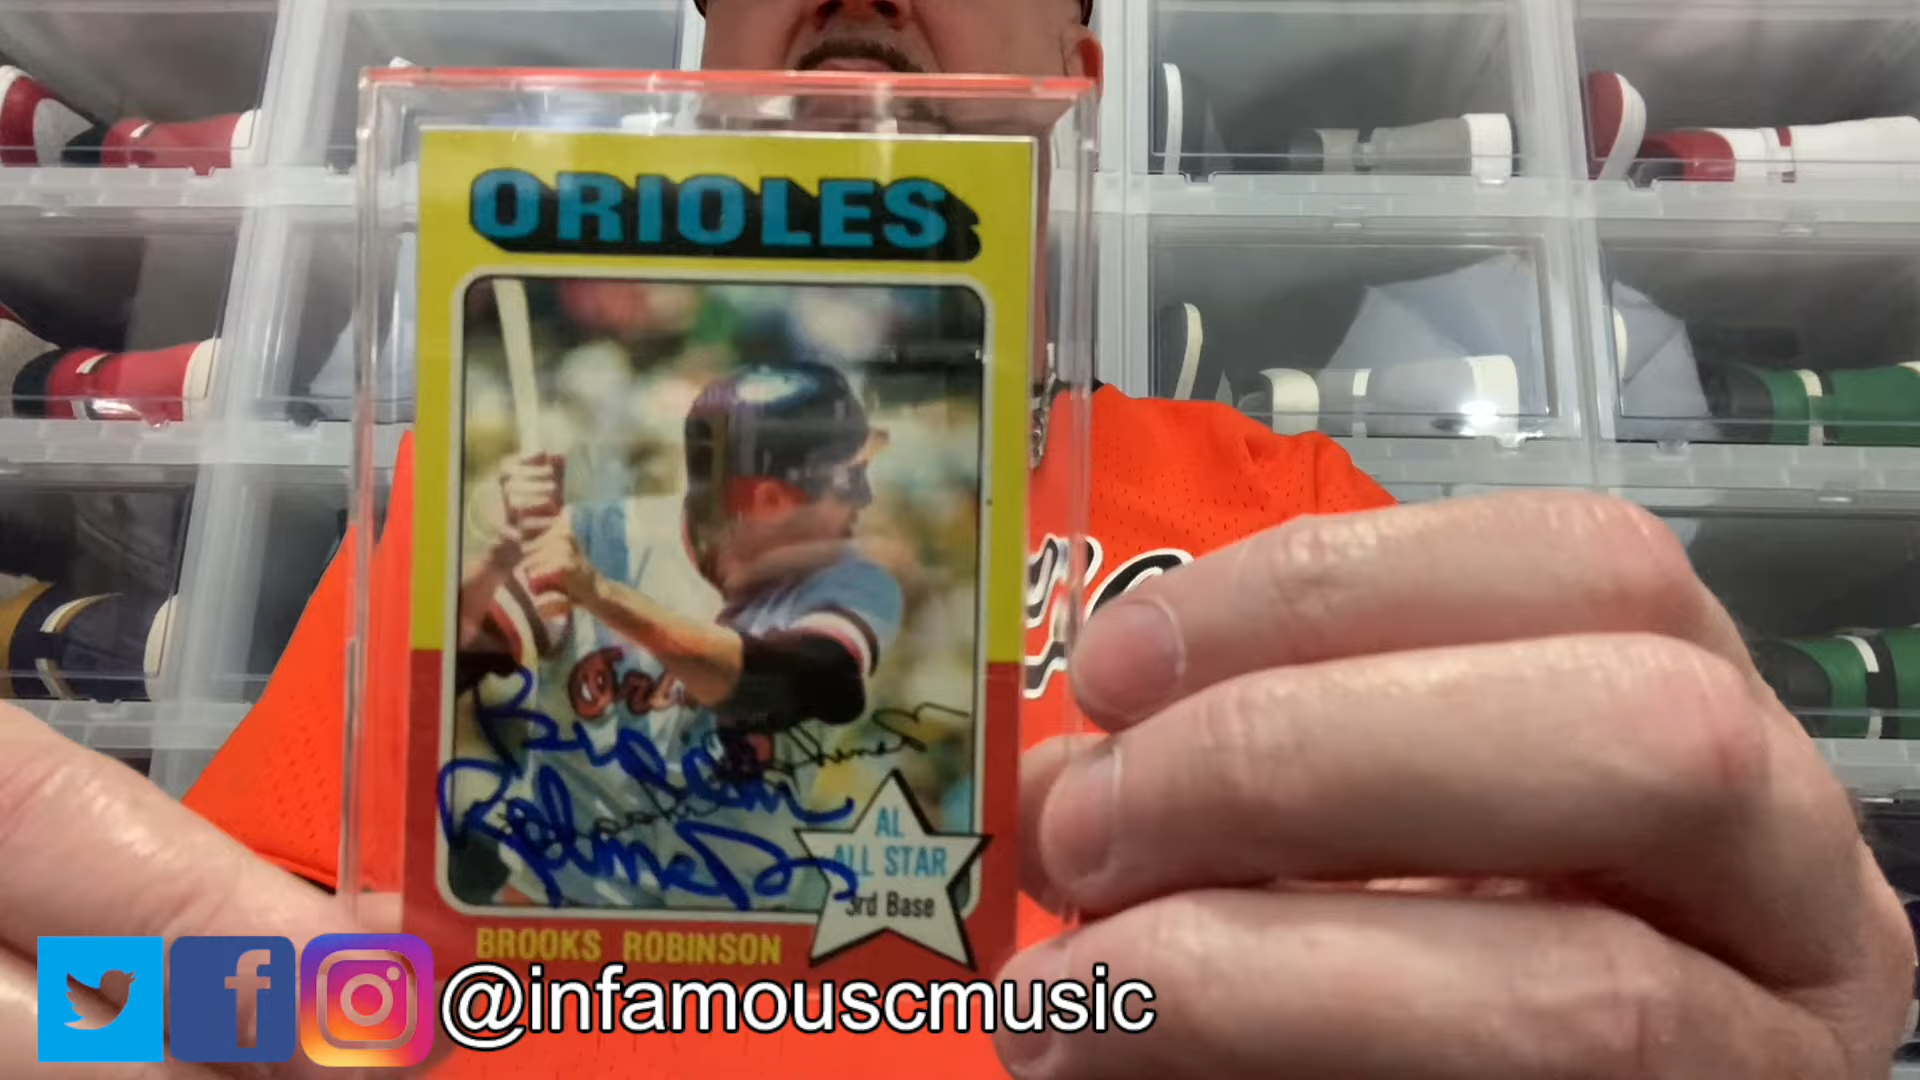 ORIOLES
AL
ALL STAR
3rd Base
BROOKS ROBINSON
@infamouscmusic